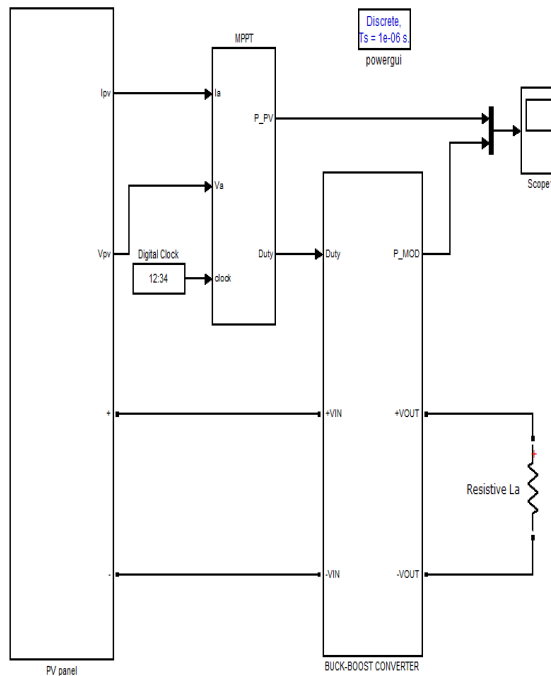 Discrete,
Ts = 1e-06 s.
powergui
MPPT
Ipv
Ia
P_PV
Scope1
Va
Vpv
Digital Clock
12:34
clock
Duty
Duty
P_MOD
+
+VIN
+VOUT
+
Resistive La
-
-VIN
-VOUT
PV panel
BUCK-BOOST CONVERTER